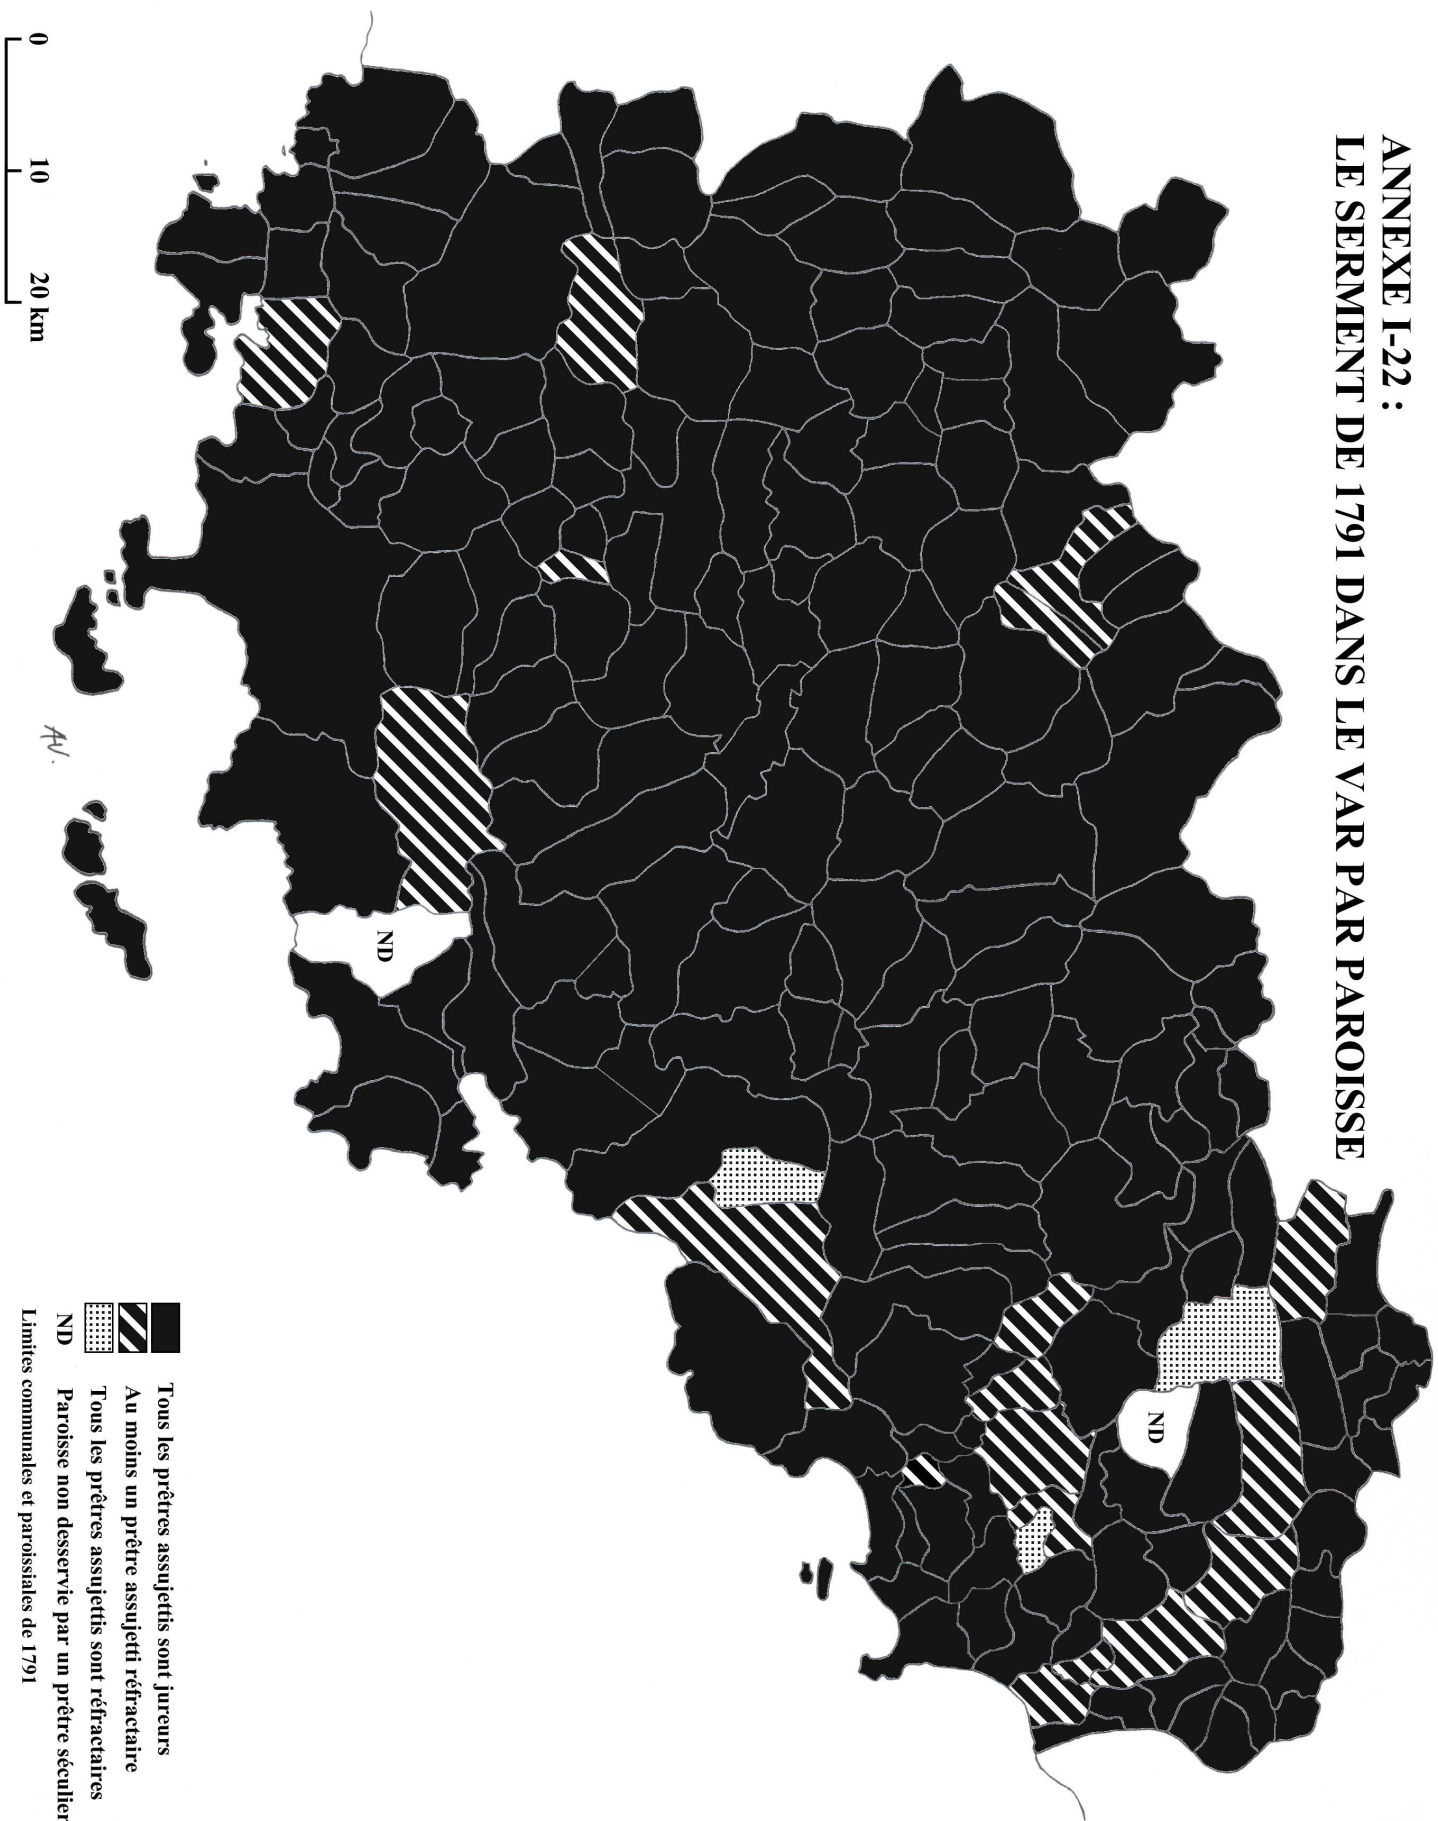 ANNEXE I-22 :
LE SERMENT DE 1791 DANS LE VAR PAR PAROISSE
ND
ND
Tous les prêtres assujettis sont jureurs
Au moins un prêtre assujetti réfractaire
Tous les prêtres assujettis sont réfractaires
ND Paroisse non desservie par un prêtre séculier
Limites communales et paroissiales de 1791
0 10 20 km
AV.